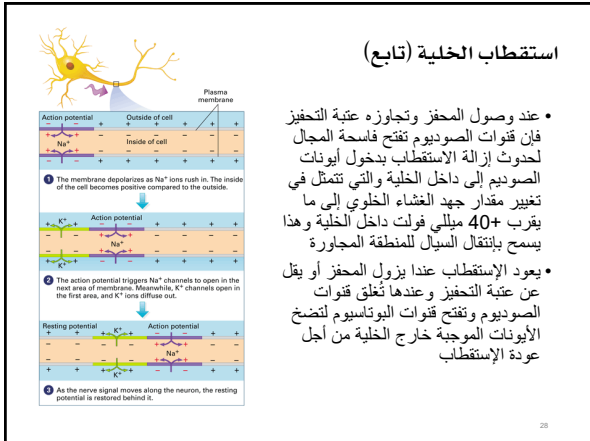 استقطاب الخلية (تابع)
• عند وصول المحفز وتجاوزه عتبة التحفيز
فإن قنوات الصوديوم تفتح فاسحة المجال
لحدوث إزالة الاستقطاب بدخول أيونات
الصوديم إلى داخل الخلية والتي تتمثل في
تغيير مقدار جهد الغشاء الخلوي إلى ما
يقرب +40 ميللي فولت داخل الخلية وهذا
يسمح بإنتقال السيال للمنطقة المجاورة
• يعود الإستقطاب عندا يزول المحفز أو يقل
عن عتبة التحفيز وعندها تُغلق قنوات
الصوديوم وتفتح قنوات البوتاسيوم لتضخ
الأيونات الموجبة خارج الخلية من أجل
عودة الإستقطاب
Plasma
membrane
Action potential
Outside of cell
– – + + + + +
+ +
Na⁺
– – – – –
Inside of cell
– – – – –
+ +
– – + + + + +
1 The membrane depolarizes as Na⁺ ions rush in. The inside
of the cell becomes positive compared to the outside.
Action potential
K⁺
Na⁺
K⁺
2 The action potential triggers Na⁺ channels to open in the
next area of membrane. Meanwhile, K⁺ channels open in
the first area, and K⁺ ions diffuse out.
Resting potential
Action potential
K⁺
Na⁺
K⁺
3 As the nerve signal moves along the neuron, the resting
potential is restored behind it.
28